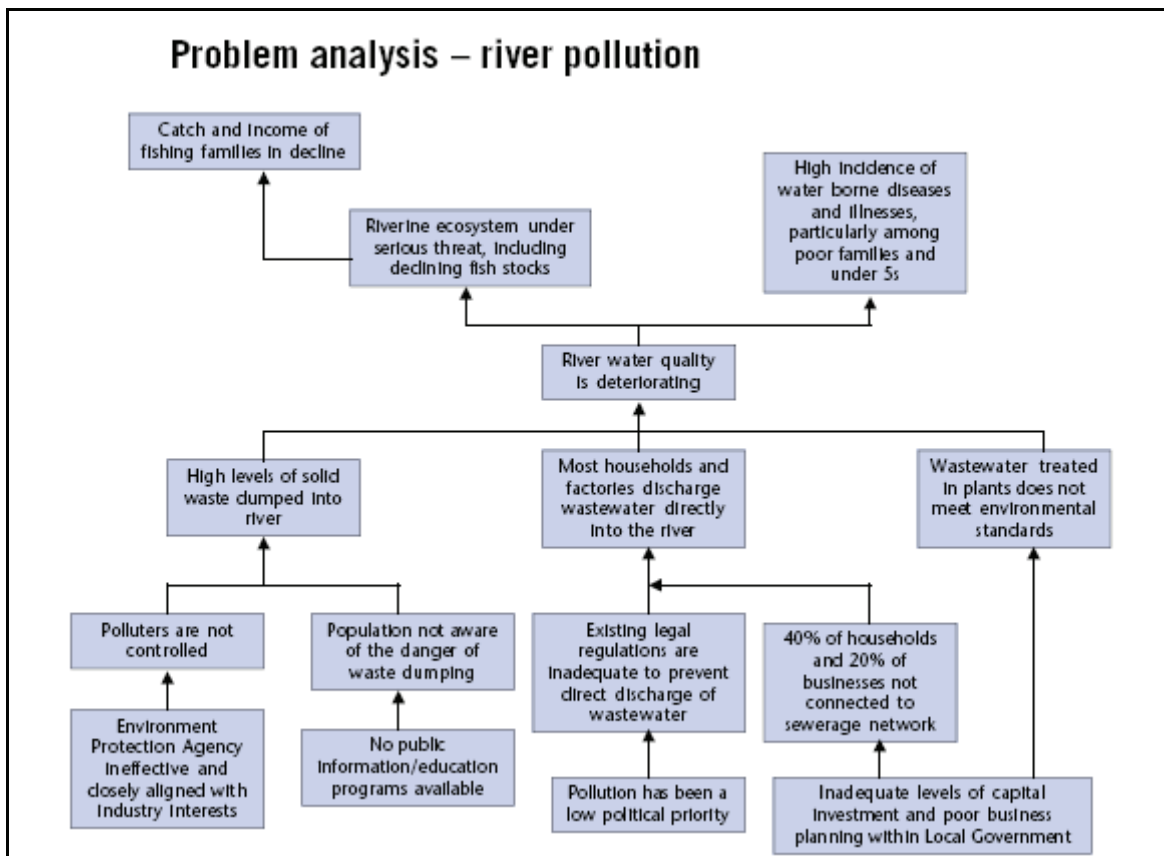 Problem analysis – river pollution
Catch and income of
fishing families in decline
High incidence of
water borne diseases
and illnesses,
particularly among
poor families and
under 5s
Riverine ecosystem under
serious threat, including
declining fish stocks
River water quality
is deteriorating
High levels of solid
waste dumped into
river
Most households and
factories discharge
wastewater directly
into the river
Wastewater treated
in plants does not
meet environmental
standards
Polluters are not
controlled
Population not aware
of the danger of
waste dumping
Existing legal
regulations are
inadequate to prevent
direct discharge of
wastewater
40% of households
and 20% of
businesses not
connected to
sewerage network
Environment
Protection Agency
ineffective and
closely aligned with
Industry Interests
No public
information/education
programs available
Pollution has been a
low political priority
Inadequate levels of capital
investment and poor business
planning within Local Government